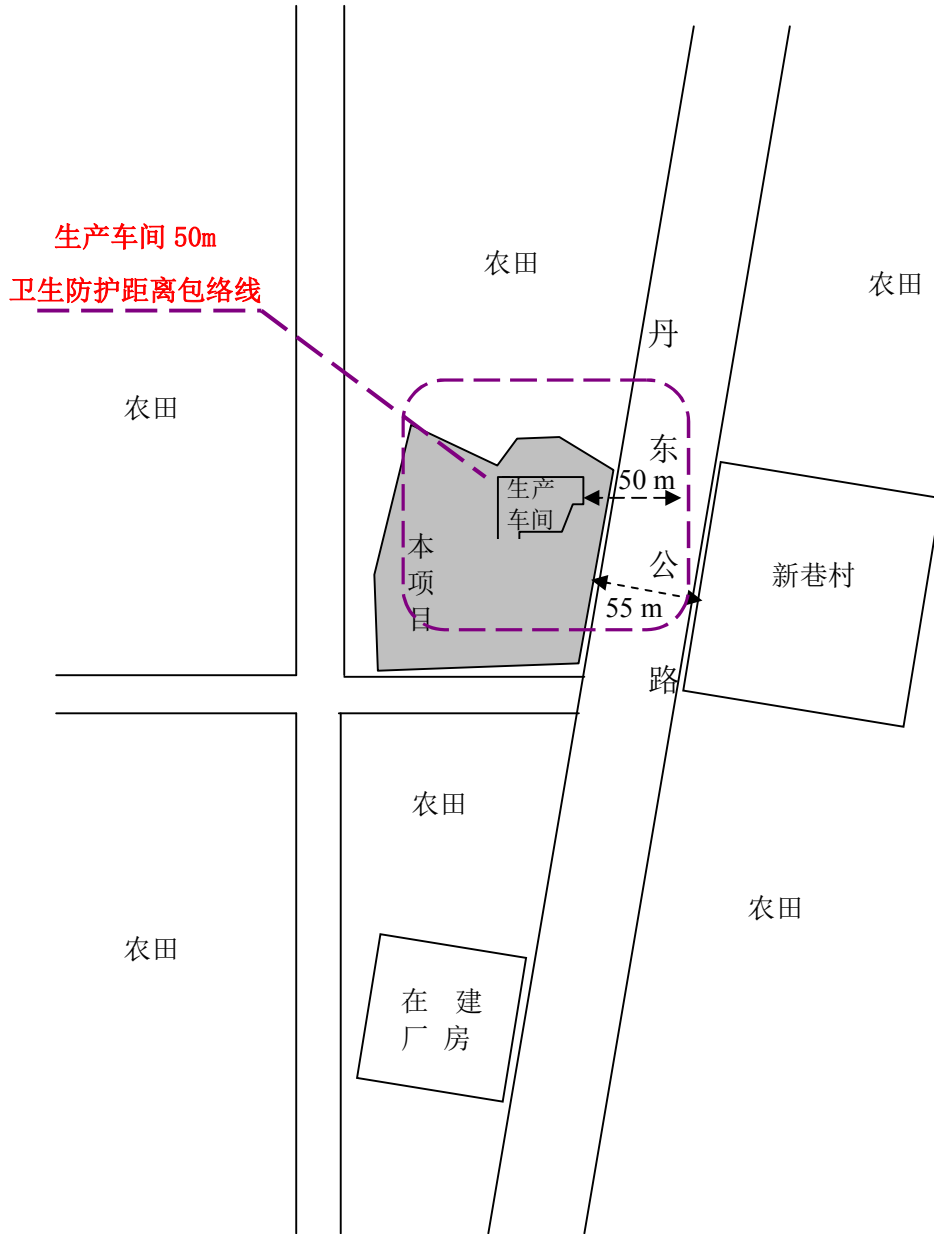 生产车间 50m
卫生防护距离包络线
农田
农田
农田
丹东公路
50 m
生产
车间
本项目
55 m
新巷村
农田
农田
农田
在 建
厂 房